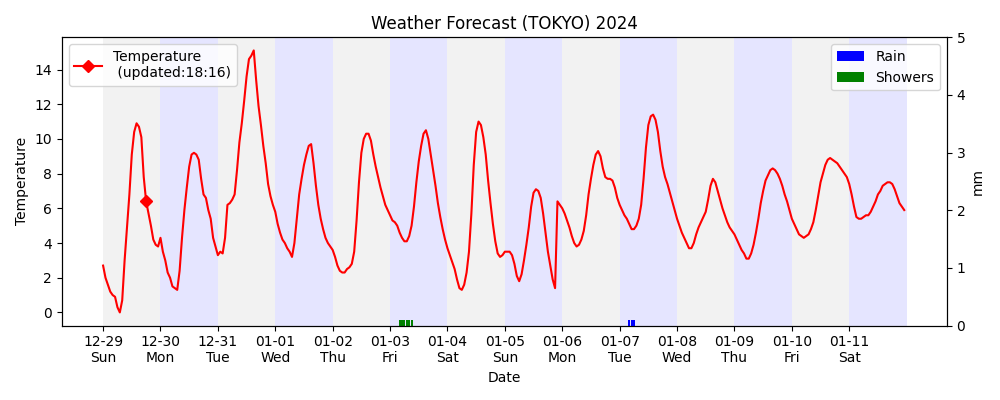 Weather Forecast (TOKYO) 2024
Temperature
(updated:18:16)
Rain
Showers
Temperature
14
12
10
8
6
4
2
0
5
4
3
2
1
0
mm
12-29 12-30 12-31 01-01 01-02 01-03 01-04 01-05 01-06 01-07 01-08 01-09 01-10 01-11
Sun Mon Tue Wed Thu Fri Sat Sun Mon Tue Wed Thu Fri Sat
Date